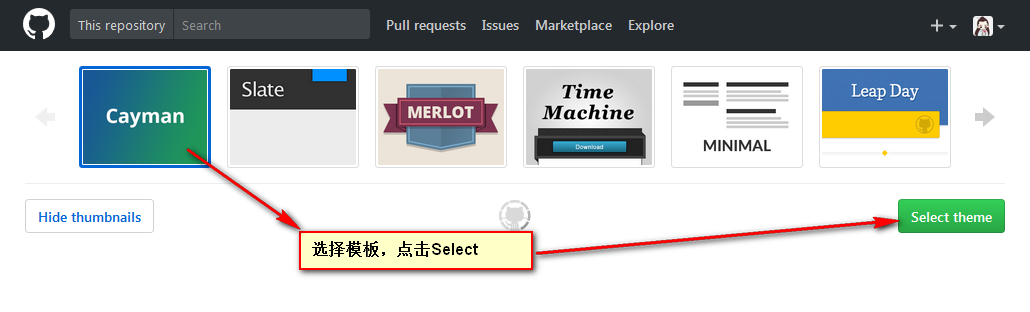 This repository Search Pull requests Issues Marketplace Explore
Cayman
Slate
MERLOT
Time
Machine
Download
MINIMAL
Leap Day
Hide thumbnails
Select theme
选择模板，点击Select